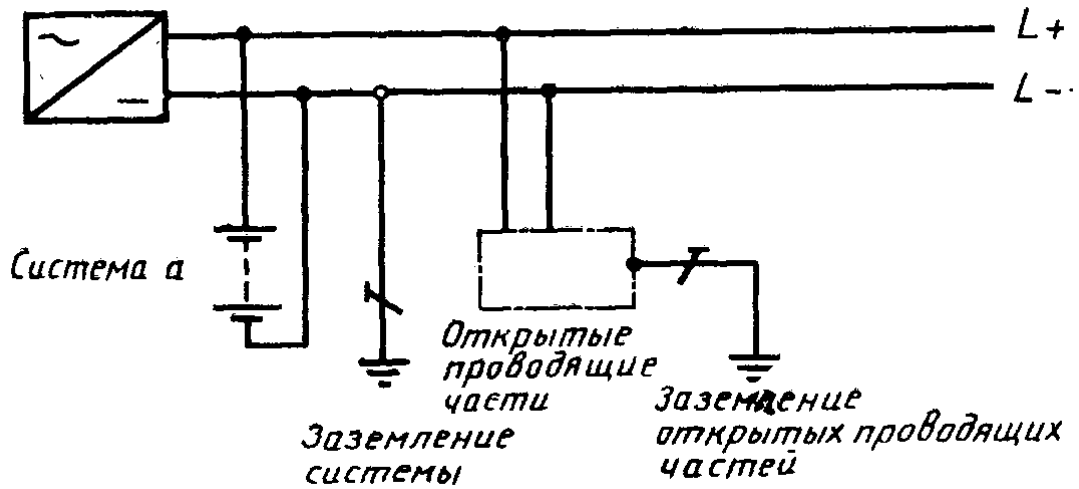 L+
L-
Система а
Открытые
проводящие
части
Заземление
системы
Заземление
открытых проводящих
частей